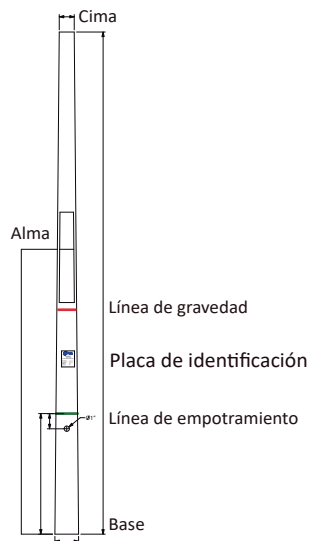 Cima
Alma
Línea de gravedad
Placa de identificación
Línea de empotramiento
Base